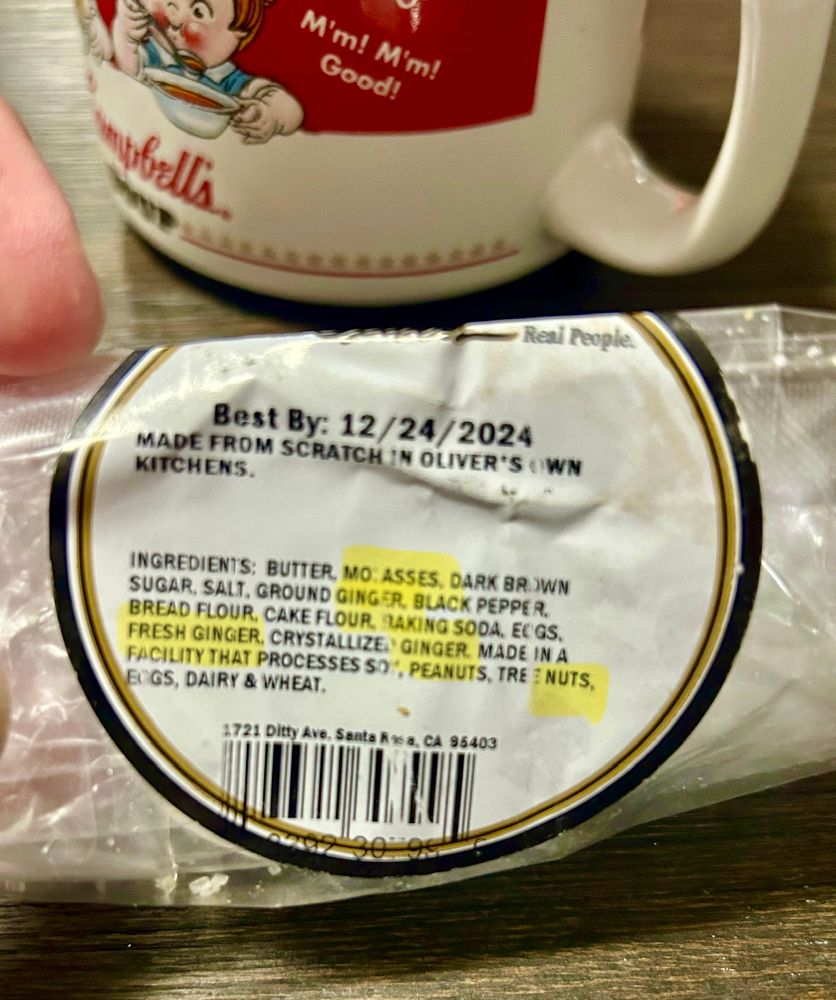 M'm! M'm!
Good!
Campbell's
Real People.
Best By: 12/24/2024
MADE FROM SCRATCH IN OLIVER'S OWN
KITCHENS.
INGREDIENTS: BUTTER, MOLASSES, DARK BROWN
SUGAR, SALT, GROUND GINGER, BLACK PEPPER,
BREAD FLOUR, CAKE FLOUR, BAKING SODA, EGGS,
FRESH GINGER, CRYSTALLIZED GINGER. MADE IN A
FACILITY THAT PROCESSES SOY, PEANUTS, TREE NUTS,
EGGS, DAIRY & WHEAT.
1721 Ditty Ave, Santa Rosa, CA 95403